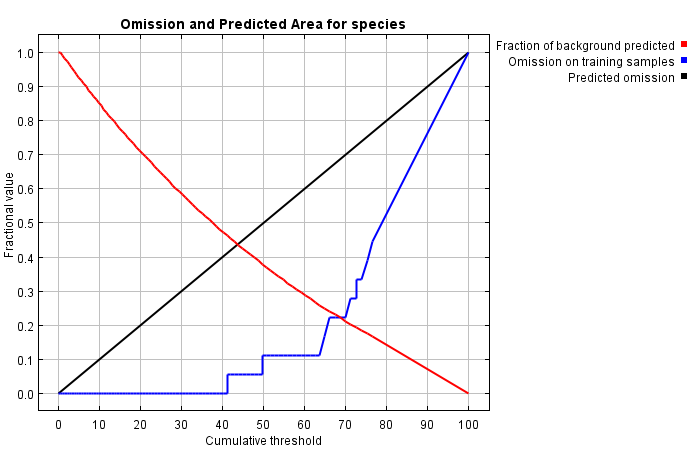 Omission and Predicted Area for species
Fraction of background predicted
Omission on training samples
Predicted omission
Fractional value
1.0
0.9
0.8
0.7
0.6
0.5
0.4
0.3
0.2
0.1
0.0
0 10 20 30 40 50 60 70 80 90 100
Cumulative threshold